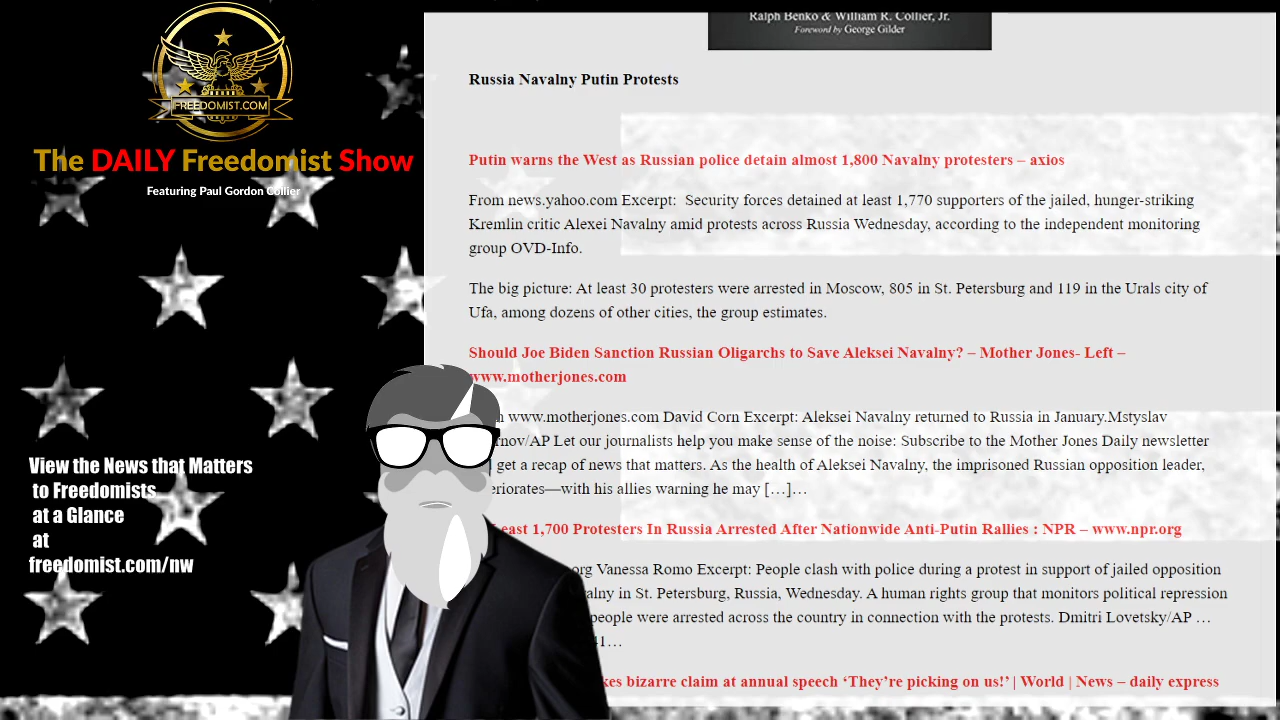 FREEDOMIST.COM
The DAILY Freedomist Show
Featuring Paul Gordon Collier
View the News that Matters
to Freedomists
at a Glance
at
freedomist.com/nw
Ralph Benko & William R. Collier, Jr.
Foreword by George Gilder
Russia Navalny Putin Protests
Putin warns the West as Russian police detain almost 1,800 Navalny protesters – axios
From news.yahoo.com Excerpt: Security forces detained at least 1,770 supporters of the jailed, hunger-striking
Kremlin critic Alexei Navalny amid protests across Russia Wednesday, according to the independent monitoring
group OVD-Info.
The big picture: At least 30 protesters were arrested in Moscow, 805 in St. Petersburg and 119 in the Urals city of
Ufa, among dozens of other cities, the group estimates.
Should Joe Biden Sanction Russian Oligarchs to Save Aleksei Navalny? – Mother Jones- Left –
www.motherjones.com
www.motherjones.com David Corn Excerpt: Aleksei Navalny returned to Russia in January.Mstyslav
nov/AP Let our journalists help you make sense of the noise: Subscribe to the Mother Jones Daily newsletter
get a recap of news that matters. As the health of Aleksei Navalny, the imprisoned Russian opposition leader,
eriorates—with his allies warning he may […]…
east 1,700 Protesters In Russia Arrested After Nationwide Anti-Putin Rallies : NPR – www.npr.org
org Vanessa Romo Excerpt: People clash with police during a protest in support of jailed opposition
alny in St. Petersburg, Russia, Wednesday. A human rights group that monitors political repression
people were arrested across the country in connection with the protests. Dmitri Lovetsky/AP …
41…
kes bizarre claim at annual speech ‘They’re picking on us!’ | World | News – daily express